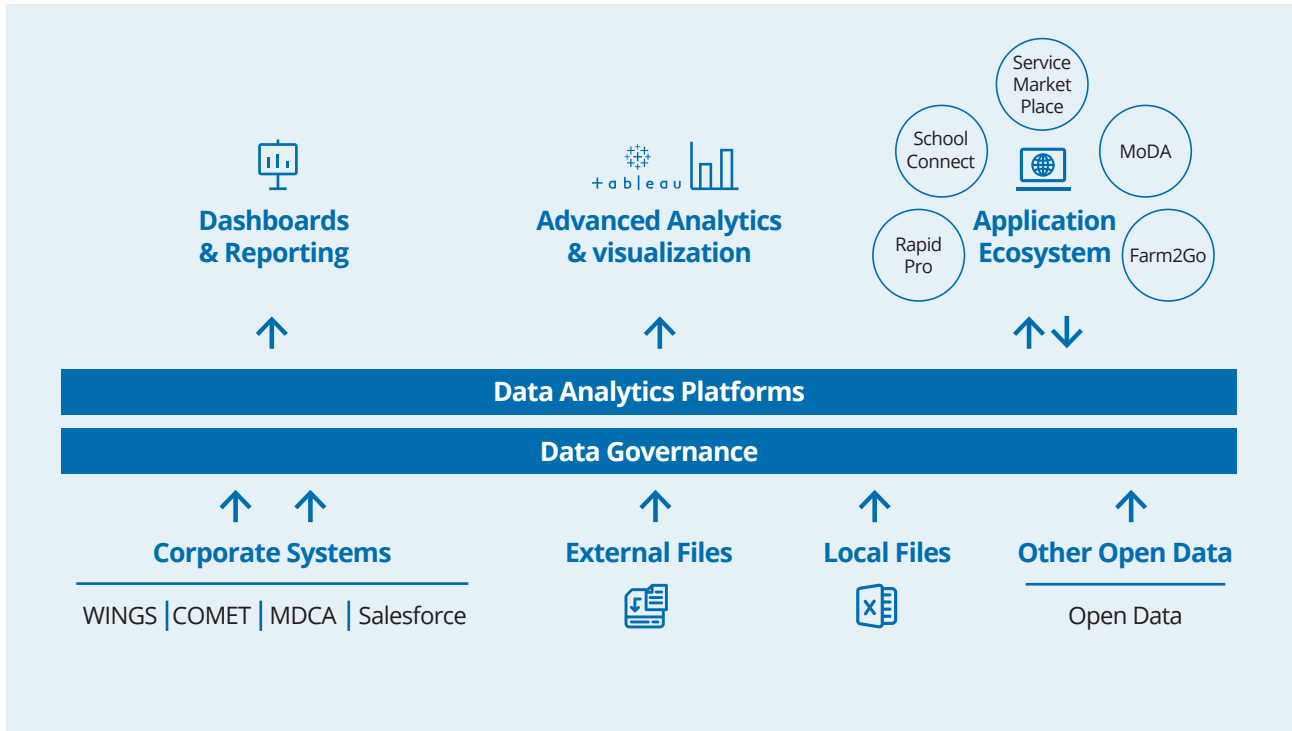 Service
Market
Place
School
Connect
MoDA
+ableau
Dashboards
& Reporting
Advanced Analytics
& visualization
Application
Ecosystem
Rapid
Pro
Farm2Go
Data Analytics Platforms
Data Governance
Corporate Systems
External Files
Local Files
Other Open Data
WINGS | COMET | MDCA | Salesforce
X
Open Data